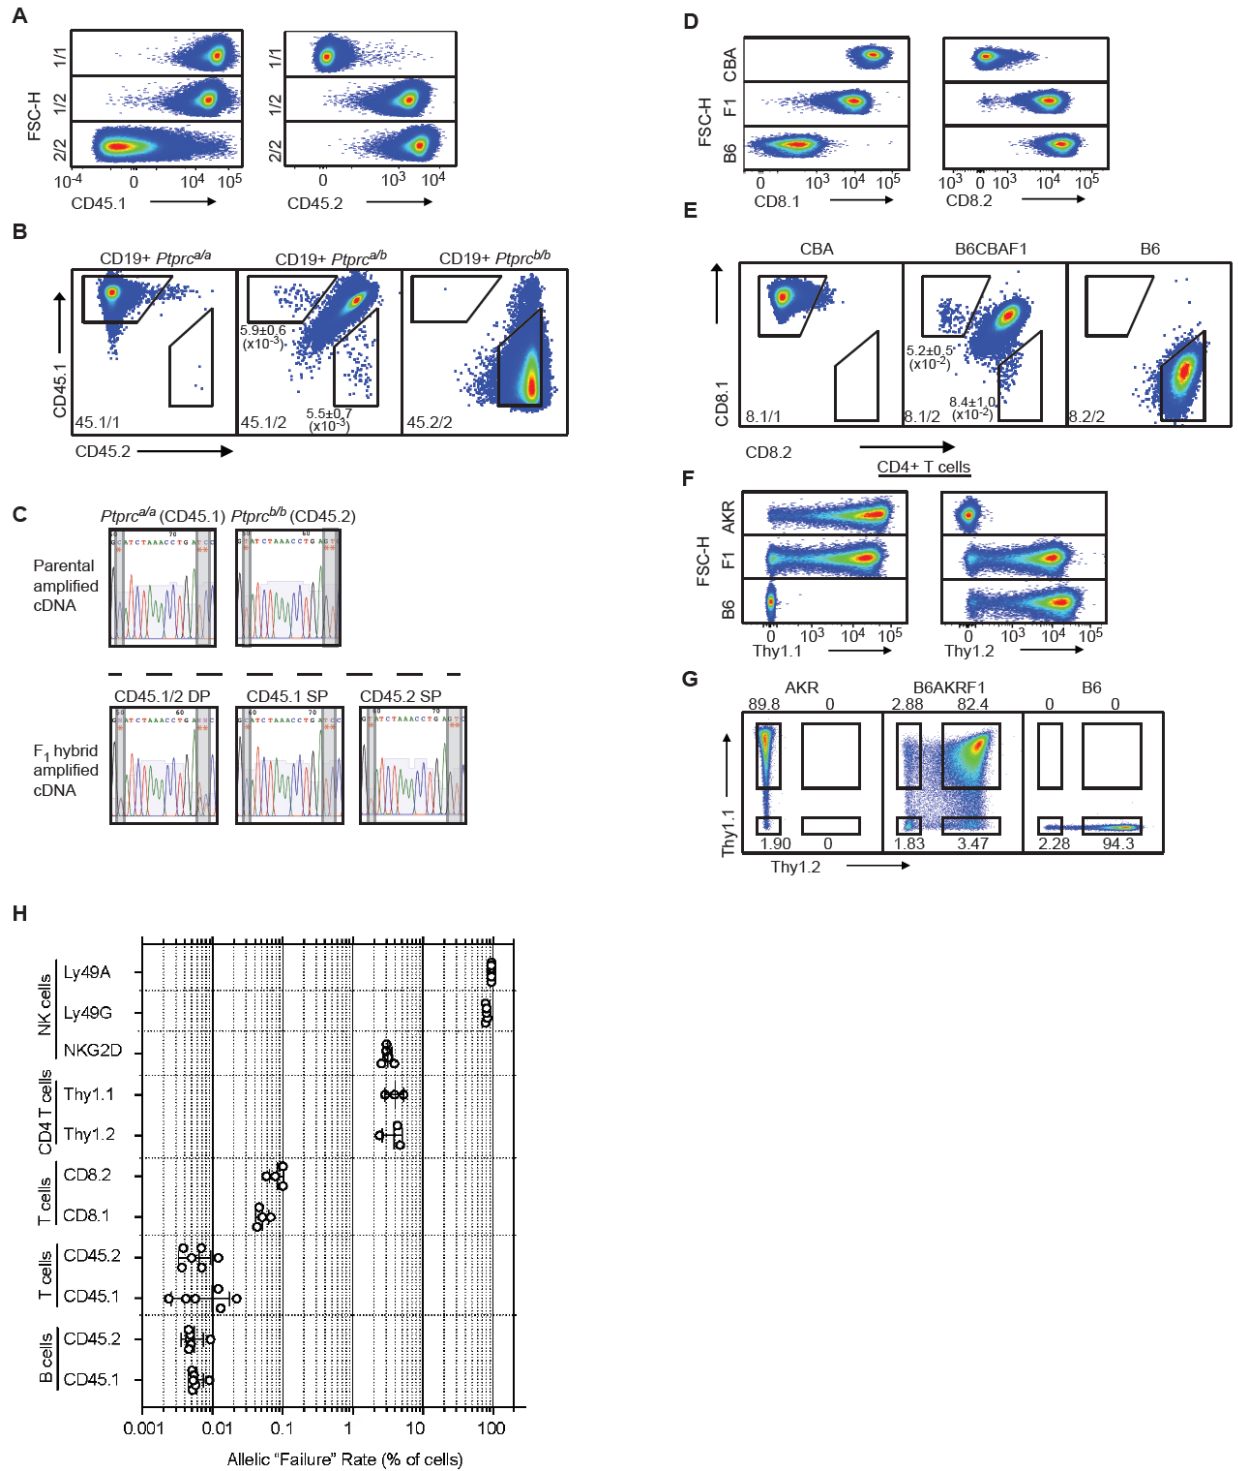 A
FSC-H
1/1
1/2
2/2
1/1
1/2
2/2
10-4 0 10⁴ 10⁵
0 10³ 10⁴
CD45.1
CD45.2
B
CD19+ Ptprcᵃ/ᵃ CD19+ Ptprcᵃ/ᵇ CD19+ Ptprcᵇ/ᵇ
CD45.1
5.9±0.6
(x10⁻³)
5.5±0.7
(x10⁻³)
45.1/1
45.1/2
45.2/2
CD45.2
C
Ptprcᵃ/ᵃ (CD45.1) Ptprcᵇ/ᵇ (CD45.2)
Parental
amplified
cDNA
70
60
GCATCTAAACCTGATCC
GTATCTAAACCTGAGT
CD45.1/2 DP CD45.1 SP CD45.2 SP
F₁ hybrid
amplified
cDNA
50 60
60 70
60 70
D
FSC-H
CBA
F1
B6
0 10³ 10⁴ 10⁵
10³ 0 10³ 10⁴ 10⁵
CD8.1
CD8.2
E
CBA B6CBAF1 B6
CD8.1
5.2±0.5
(x10⁻²)
8.4±1.0
(x10⁻²)
8.1/1
8.1/2
8.2/2
CD8.2
CD4+ T cells
F
FSC-H
AKR
F1
B6
0 10³ 10⁴ 10⁵
0 10³ 10⁴ 10⁵
Thy1.1
Thy1.2
G
AKR B6AKRF1 B6
89.8 0 2.88 82.4 0 0
Thy1.1
1.90 0 1.83 3.47 2.28 94.3
Thy1.2
H
NK cells
Ly49A
Ly49G
NKG2D
CD4 T cells
Thy1.1
Thy1.2
T cells
CD8.2
CD8.1
T cells
CD45.2
CD45.1
B cells
CD45.2
CD45.1
0.001 0.01 0.1 1 10 100
Allelic “Failure” Rate (% of cells)